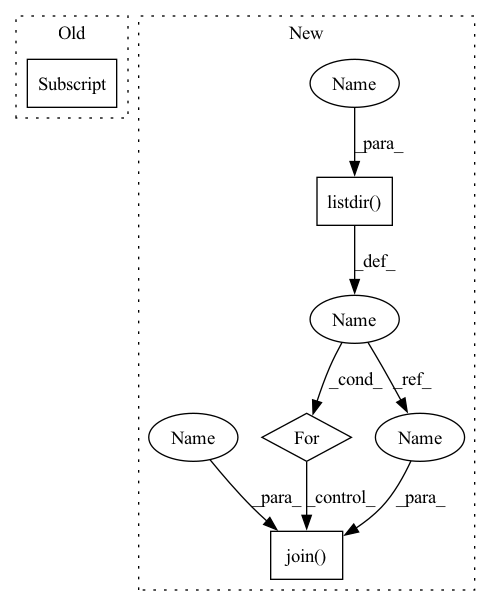 Old
New
Subscript
Name
_para_
listdir()
_def_
Name
_cond_
_ref_
Name
For
Name
_para_
_control_
_para_
join()